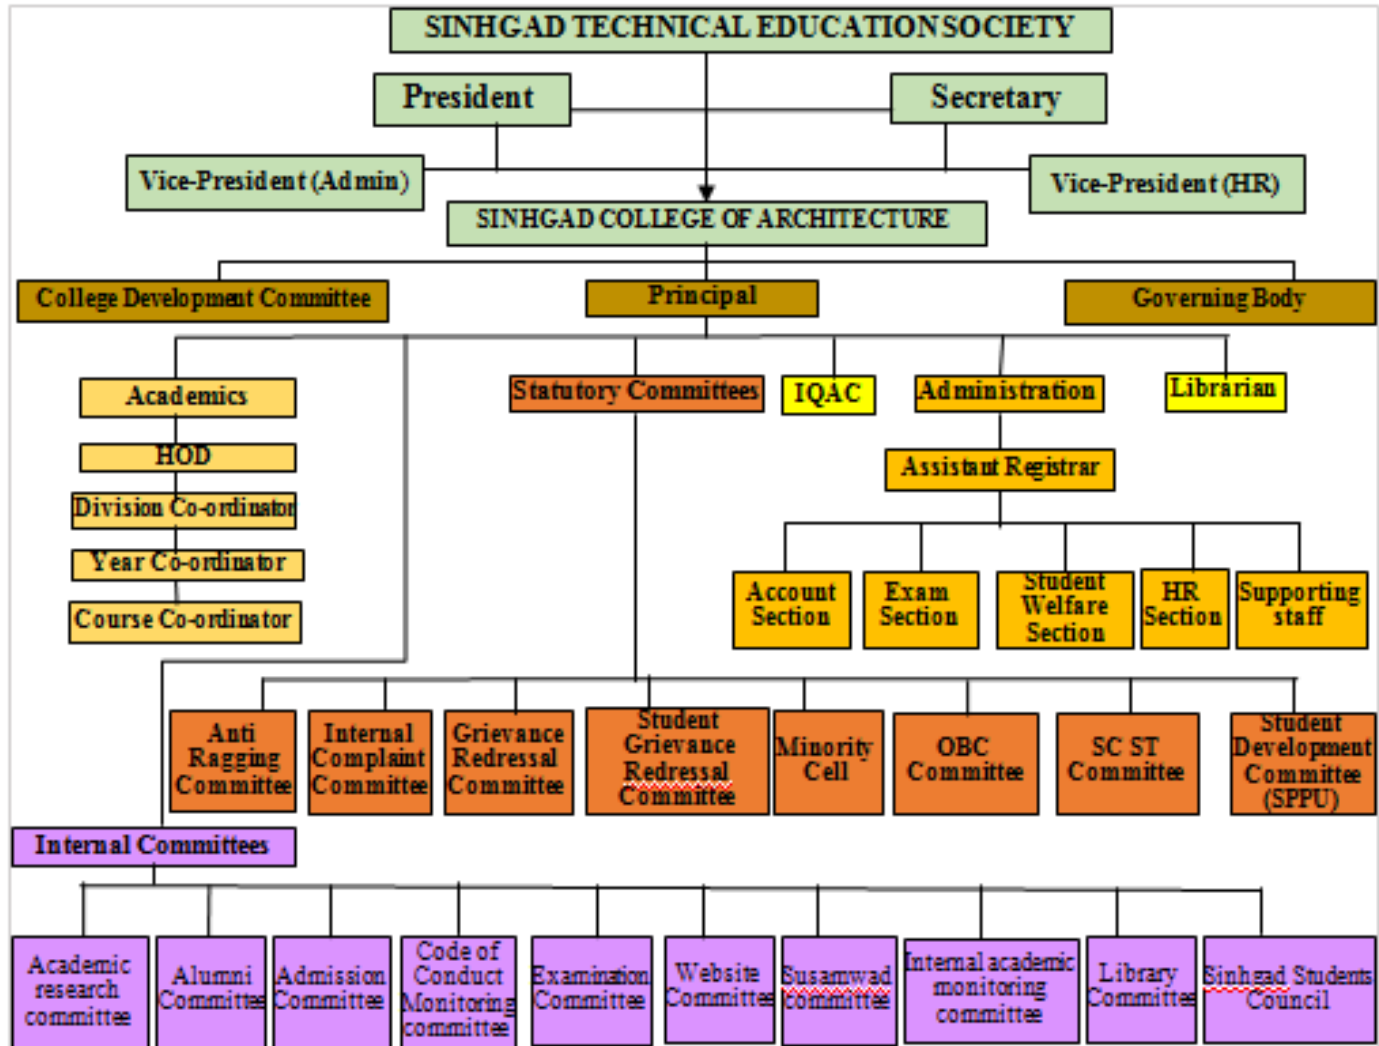 SINHGAD TECHNICAL EDUCATION SOCIETY
President
Secretary
Vice-President (Admin)
Vice-President (HR)
SINHGAD COLLEGE OF ARCHITECTURE
College Development Committee
Principal
Governing Body
Academics
Statutory Committees
IQAC
Administration
Librarian
HOD
Assistant Registrar
Division Co-ordinator
Year Co-ordinator
Course Co-ordinator
Account
Section
Exam
Section
Student
Welfare
Section
HR
Section
Supporting
staff
Anti
Ragging
Committee
Internal
Complaint
Committee
Grievance
Redressal
Committee
Student
Grievance
Redressal
Committee
Minority
Cell
OBC
Committee
SC ST
Committee
Student
Development
Committee
(SPPU)
Internal Committees
Academic
research
committee
Alumni
Committee
Admission
Committee
Code of
Conduct
Monitoring
committee
Examination
Committee
Website
Committee
Susamwad
committee
Internal academic
monitoring
committee
Library
Committee
Sinhgad Students
Council